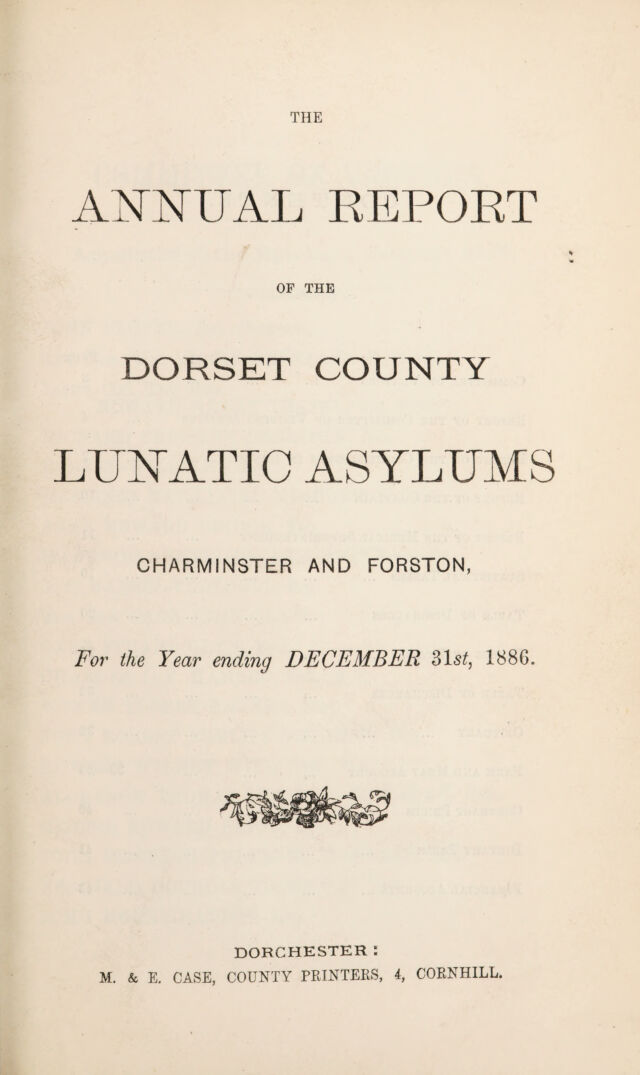 THE
ANNUAL REPORT
OF THE
DORSET COUNTY
LUNATIC ASYLUMS
CHARMINSTER AND FORSTON,
For the Year ending DECEMBER 31st, 1886.
DORCHESTER:
M. & E. CASE, COUNTY PRINTERS, 4, CORNHILL.